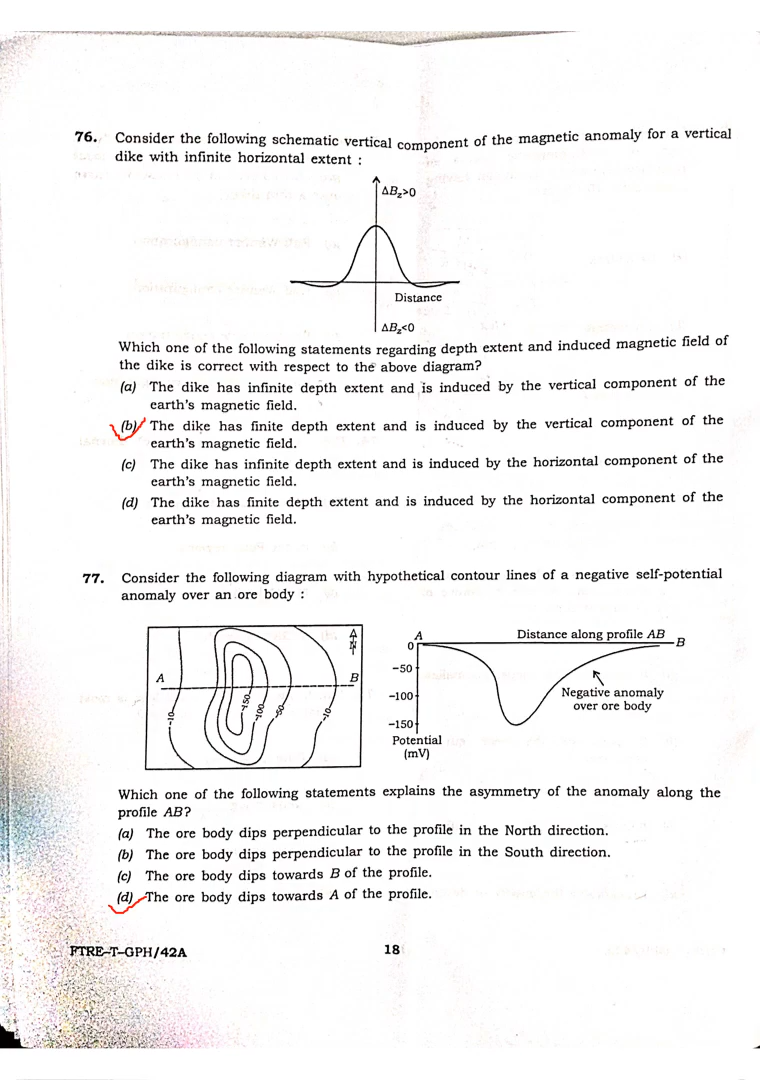 76. Consider the following schematic vertical component of the magnetic anomaly for a vertical
dike with infinite horizontal extent :
ΔBz>0
Distance
ΔBz<0
Which one of the following statements regarding depth extent and induced magnetic field of
the dike is correct with respect to the above diagram?
(a) The dike has infinite depth extent and is induced by the vertical component of the
earth's magnetic field.
(b) The dike has finite depth extent and is induced by the vertical component of the
earth's magnetic field.
(c) The dike has infinite depth extent and is induced by the horizontal component of the
earth's magnetic field.
(d) The dike has finite depth extent and is induced by the horizontal component of the
earth's magnetic field.
77. Consider the following diagram with hypothetical contour lines of a negative self-potential
anomaly over an ore body :
N
A
B
-10
-150
-100
-50
-10
A
Distance along profile AB
B
0
-50
-100
-150
Potential
(mV)
Negative anomaly
over ore body
Which one of the following statements explains the asymmetry of the anomaly along the
profile AB?
(a) The ore body dips perpendicular to the profile in the North direction.
(b) The ore body dips perpendicular to the profile in the South direction.
(c) The ore body dips towards B of the profile.
(d) The ore body dips towards A of the profile.
FTRE-T-GPH/42A
18